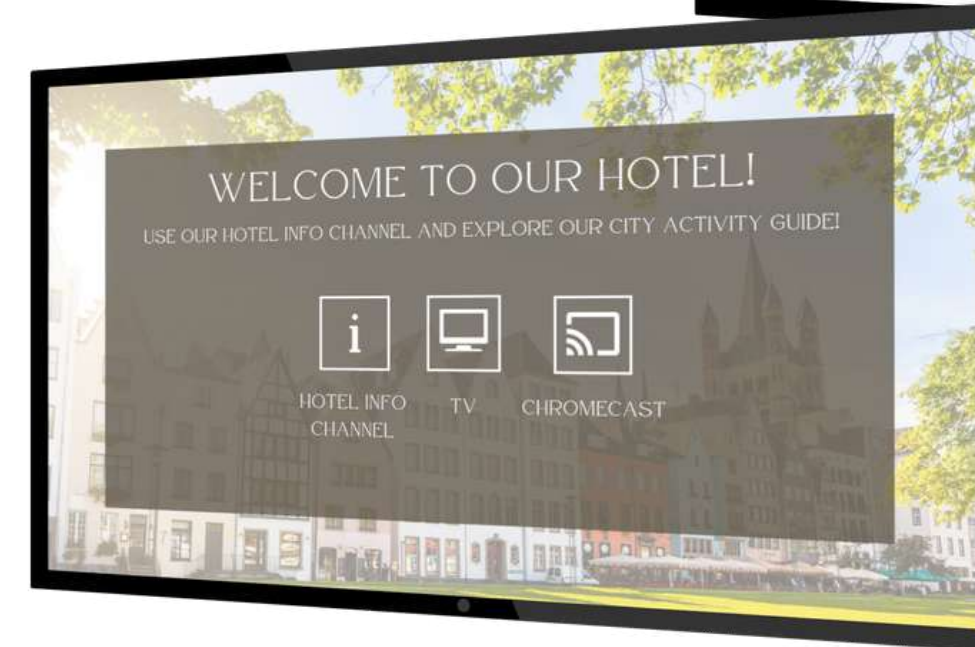 WELCOME TO OUR HOTEL!
USE OUR HOTEL INFO CHANNEL AND EXPLORE OUR CITY ACTIVITY GUIDE!
i
HOTEL INFO
CHANNEL
TV
CHROMECAST